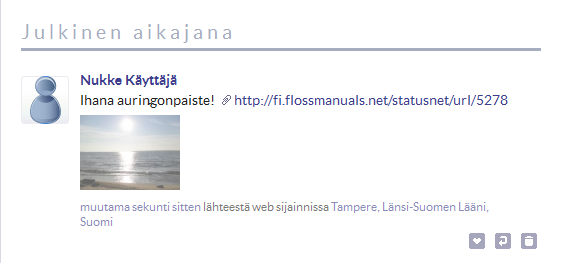 Julkinen aikajana
Nukke Käyttäjä
Ihana auringonpaiste! http://fi.flossmanuals.net/statusnet/url/5278
muutama sekunti sitten lähteestä web sijainnissa Tampere, Länsi-Suomen Lääni,
Suomi